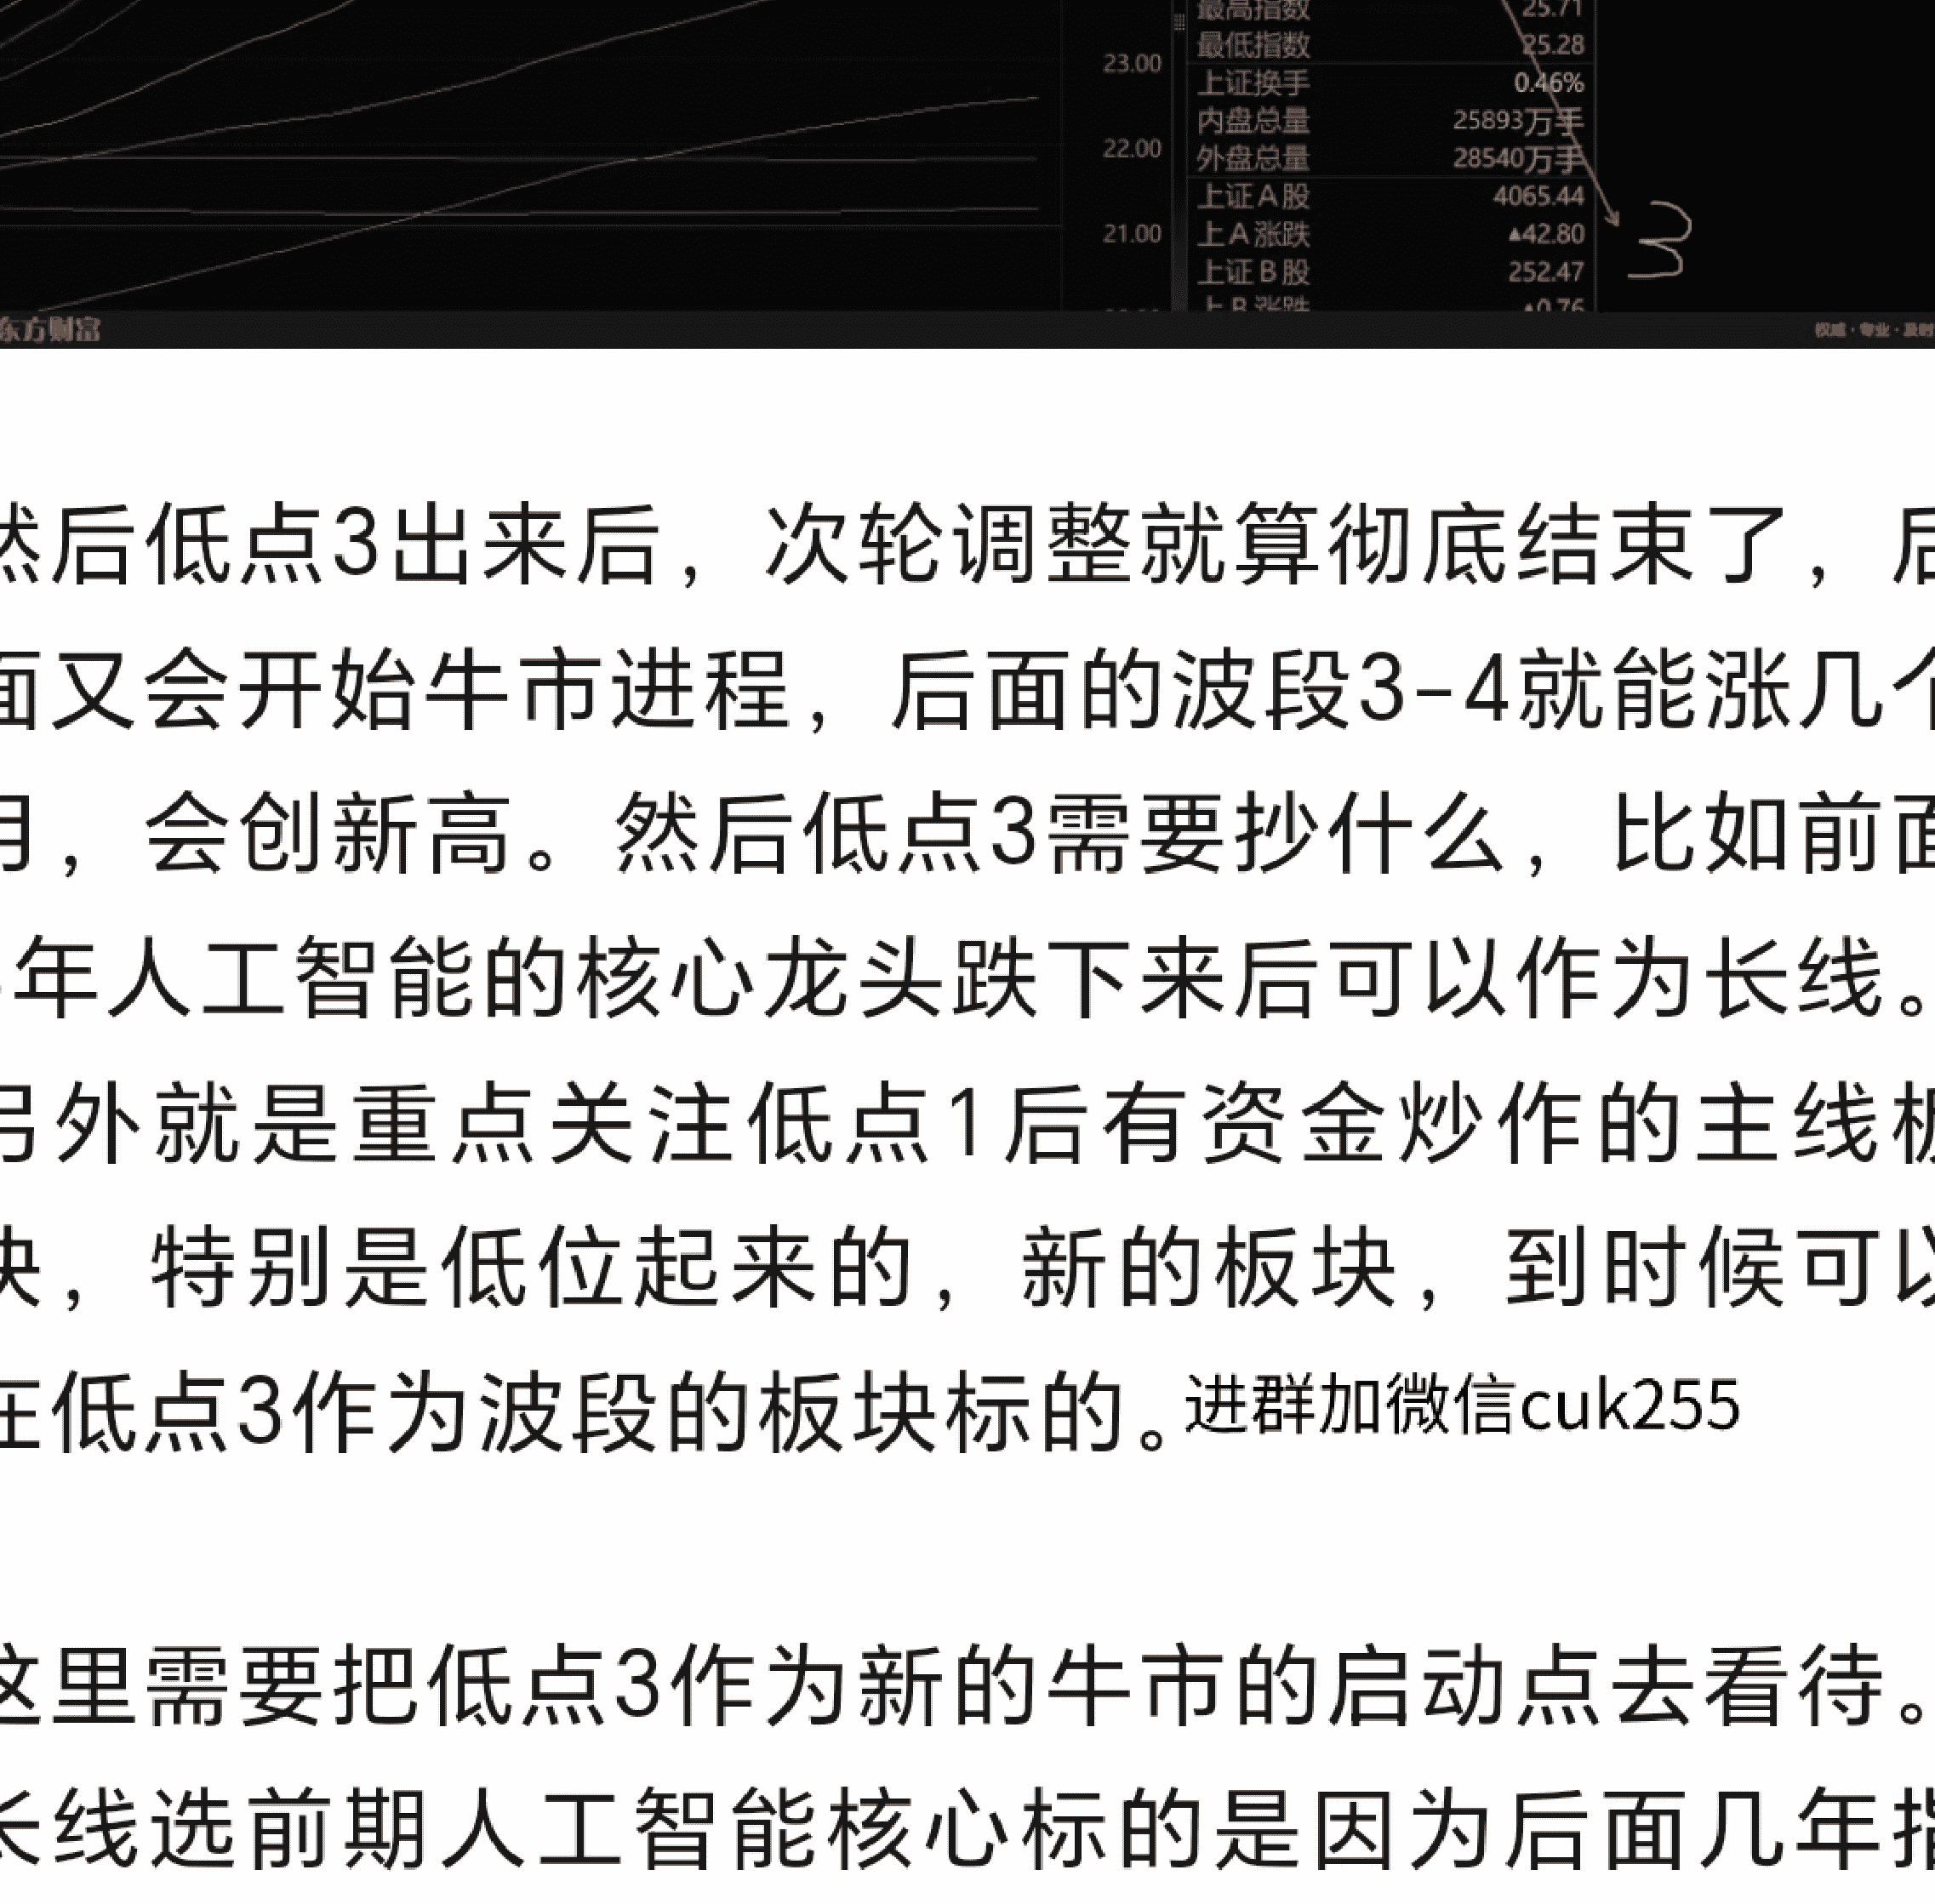 最高指数 25.71
23.00 最低指数 25.28
上证换手 0.46%
内盘总量 25893万手
22.00 外盘总量 28540万手
上证A股 4065.44
21.00 上A涨跌 ▲42.80
3
上证B股 252.47
上B涨跌 ▲0.76
东方财富 权威·专业·及时
然后低点3出来后，次轮调整就算彻底结束了，后
面又会开始牛市进程，后面的波段3-4就能涨几个
月，会创新高。然后低点3需要抄什么，比如前面
年人工智能的核心龙头跌下来后可以作为长线。
另外就是重点关注低点1后有资金炒作的主线板
块，特别是低位起来的，新的板块，到时候可以
在低点3作为波段的板块标的。进群加微信cuk255
这里需要把低点3作为新的牛市的启动点去看待。
长线选前期人工智能核心标的是因为后面几年指